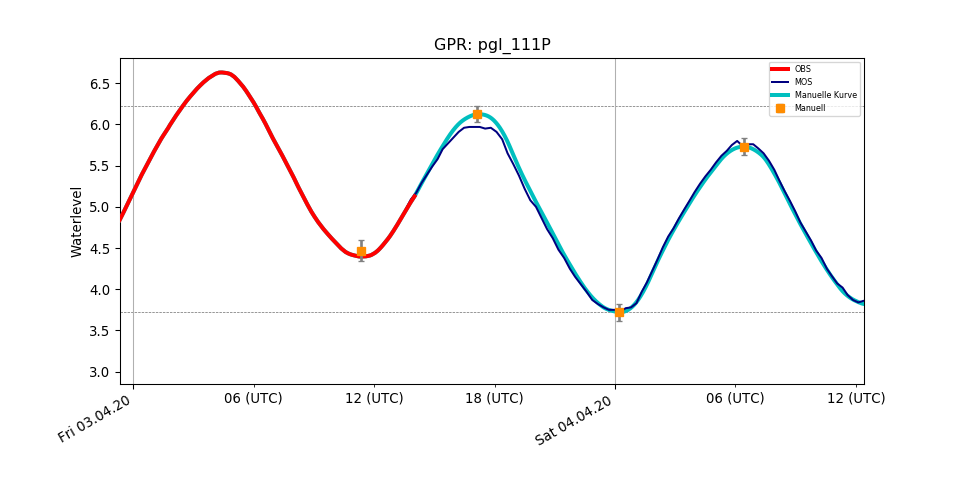 GPR: pgl_111P
OBS
MOS
Manuelle Kurve
Manuell
Waterlevel
6.5
6.0
5.5
5.0
4.5
4.0
3.5
3.0
Fri 03.04.20
06 (UTC)
12 (UTC)
18 (UTC)
Sat 04.04.20
06 (UTC)
12 (UTC)